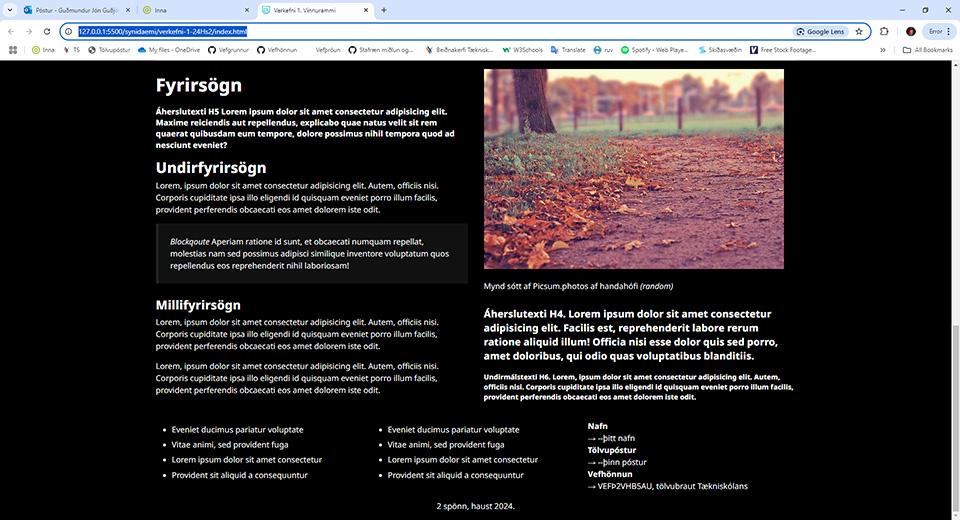 Póstur - Guðmundur Jón Guðjó
Inna
Verkefni 1. Vinnurammi
127.0.0.1:5500/synidaemi/verkefni-1-24Hs2/index.html
Google Lens
Error
Inna
TS
Tölvupóstur
My files - OneDrive
Vefgrunnur
Vefhönnun
Vefþróun
Stafræn miðlun og...
Beiðnakerfi Tæknisk...
W3Schools
Translate
ruv
Spotify - Web Playe...
Skiðasvæðin
Free Stock Footage...
All Bookmarks
Fyrirsögn
Áherslutexti H5 Lorem ipsum dolor sit amet consectetur adipisicing elit.
Maxime reiciendis aut repellendus, explicabo quae natus velit sit rem
quaerat quibusdam eum tempore, dolore possimus nihil tempora quod ad
nesciunt eveniet?
Undirfyrirsögn
Lorem, ipsum dolor sit amet consectetur adipisicing elit. Autem, officiis nisi.
Corporis cupiditate ipsa illo eligendi id quisquam eveniet porro illum facilis,
provident perferendis obcaecati eos amet dolorem iste odit.
Blockqoute Aperiam ratione id sunt, et obcaecati numquam repellat,
molestias nam sed possimus adipisci similique inventore voluptatum quos
repellendus eos reprehenderit nihil laboriosam!
Millifyrirsögn
Lorem, ipsum dolor sit amet consectetur adipisicing elit. Autem, officiis nisi.
Corporis cupiditate ipsa illo eligendi id quisquam eveniet porro illum facilis,
provident perferendis obcaecati eos amet dolorem iste odit.
Lorem, ipsum dolor sit amet consectetur adipisicing elit. Autem, officiis nisi.
Corporis cupiditate ipsa illo eligendi id quisquam eveniet porro illum facilis,
provident perferendis obcaecati eos amet dolorem iste odit.
Mynd sótt af Picsum.photos af handahófi (random)
Áherslutexti H4. Lorem ipsum dolor sit amet consectetur
adipisicing elit. Facilis est, reprehenderit labore rerum
ratione aliquid illum! Officia nisi esse dolor quis sed porro,
amet doloribus, qui odio quas voluptatibus blanditiis.
Undirmálstexti H6. Lorem, ipsum dolor sit amet consectetur adipisicing elit. Autem,
officiis nisi. Corporis cupiditate ipsa illo eligendi id quisquam eveniet porro illum facilis,
provident perferendis obcaecati eos amet dolorem iste odit.
• Eveniet ducimus pariatur voluptate
• Vitae animi, sed provident fuga
• Lorem ipsum dolor sit amet consectetur
• Provident sit aliquid a consequuntur
• Eveniet ducimus pariatur voluptate
• Vitae animi, sed provident fuga
• Lorem ipsum dolor sit amet consectetur
• Provident sit aliquid a consequuntur
Nafn
→ --þitt nafn
Tölvupóstur
→ --þinn póstur
Vefhönnun
→ VEFÞ2VHB5AU, tölvubraut Tækniskólans
2 spönn, haust 2024.